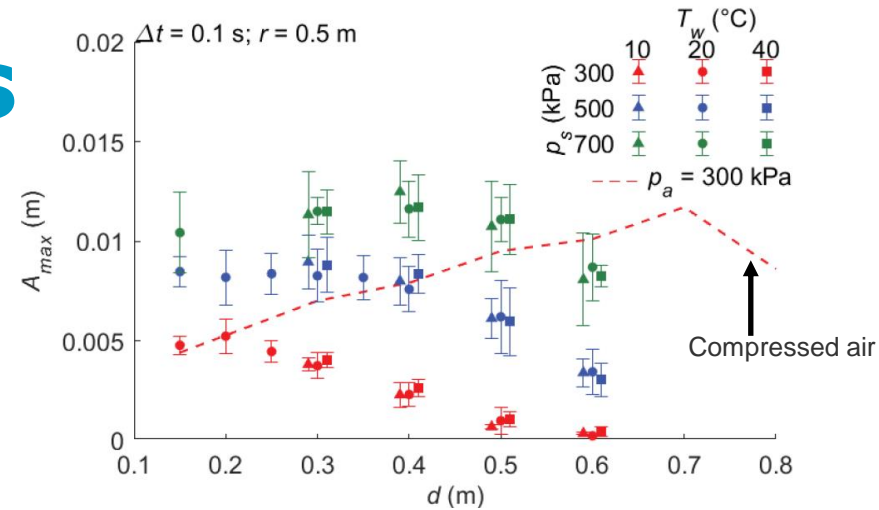 s
Δt = 0.1 s; r = 0.5 m
T_w (°C)
10 20 40
p_s (kPa)
300
500
700
p_a = 300 kPa
A_max (m)
0.02
0.015
0.01
0.005
0
Compressed air
0.1 0.2 0.3 0.4 0.5 0.6 0.7 0.8
d (m)